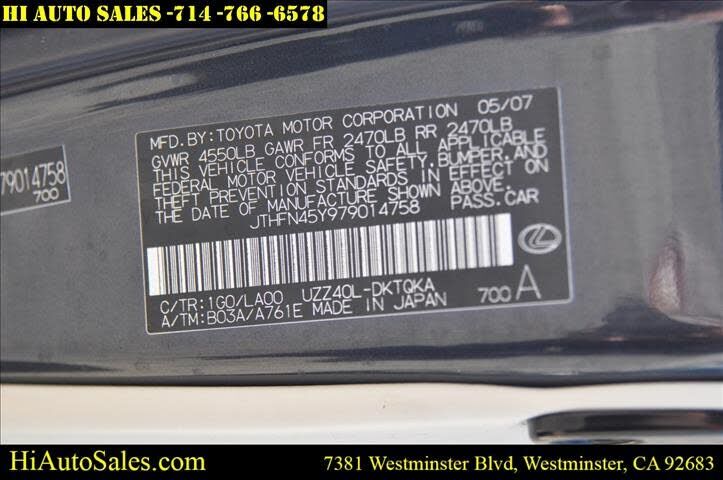 HI AUTO SALES -714 -766 -6578
79014758
700
MFD.BY:TOYOTA MOTOR CORPORATION 05/07
GVWR 4550LB GAWR FR 2470LB RR 2470LB
THIS VEHICLE CONFORMS TO ALL APPLICABLE
FEDERAL MOTOR VEHICLE SAFETY,BUMPER,AND
THEFT PREVENTION STANDARDS IN EFFECT ON
THE DATE OF MANUFACTURE SHOWN ABOVE.
JTHFN45Y979014758 PASS.CAR
C/TR:1G0/LA00 UZZ40L-DKTQKA
A/TM:B03A/A761E MADE IN JAPAN 700 A
HiAutoSales.com 7381 Westminster Blvd, Westminster, CA 92683